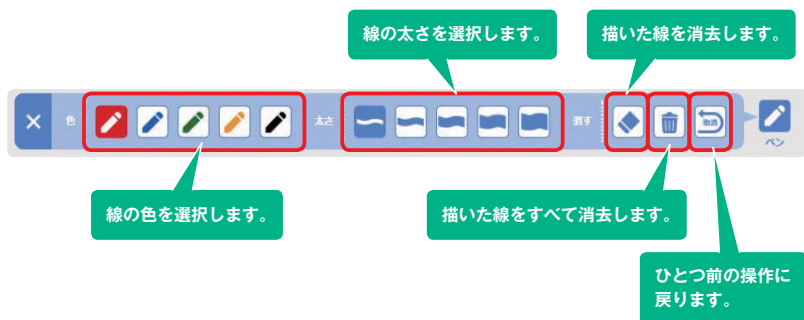 線の太さを選択します。
描いた線を消去します。
色
太さ
消す
取消
ペン
線の色を選択します。
描いた線をすべて消去します。
ひとつ前の操作に
戻ります。